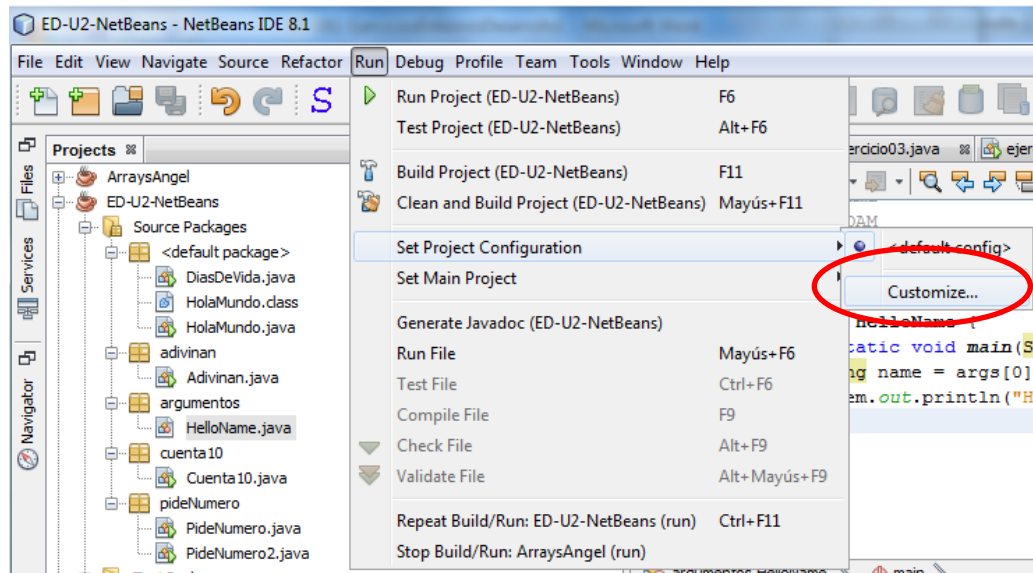 ED-U2-NetBeans - NetBeans IDE 8.1
File Edit View Navigate Source Refactor Run Debug Profile Team Tools Window Help
S
Projects
Files
Services
Navigator
ArraysAngel
ED-U2-NetBeans
Source Packages
<default package>
DiasDeVida.java
HolaMundo.class
HolaMundo.java
adivinan
Adivinan.java
argumentos
HelloName.java
cuenta10
Cuenta10.java
pideNumero
PideNumero.java
PideNumero2.java
Run Project (ED-U2-NetBeans) F6
Test Project (ED-U2-NetBeans) Alt+F6
Build Project (ED-U2-NetBeans) F11
Clean and Build Project (ED-U2-NetBeans) Mayús+F11
Set Project Configuration
Set Main Project
Generate Javadoc (ED-U2-NetBeans)
Run File Mayús+F6
Test File Ctrl+F6
Compile File F9
Check File Alt+F9
Validate File Alt+Mayús+F9
Repeat Build/Run: ED-U2-NetBeans (run) Ctrl+F11
Stop Build/Run: ArraysAngel (run)
<default config>
Customize...
ercicio03.java ejer
DAM
HelloName {
tatic void main(S
ng name = args[0]
em.out.println("H
argumentos.HelloName main